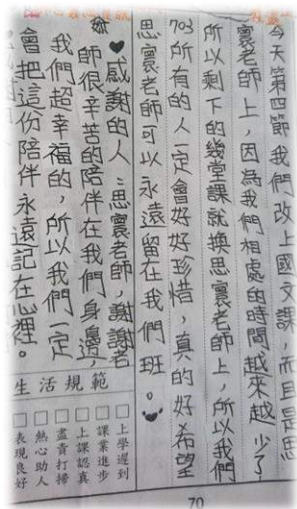 今天第四節我們改上國文課，而且是思
寰老師上，因為我們相處的時間越來越少了
所以剩下的幾堂課就換思寰老師上，所以我們
703所有的人一定會好好珍惜，真的好希望
思寰老師可以永遠留在我們班。
♥感謝的人：思寰老師，謝謝老
師很辛苦的陪伴在我們身邊，
我們超幸福的，所以我們一定
會把這份陪伴永遠記在心裡。
生活規範
□上學遲到
□課業進步
□上課認真
□盡責打掃
□熱心助人
□表現良好
70